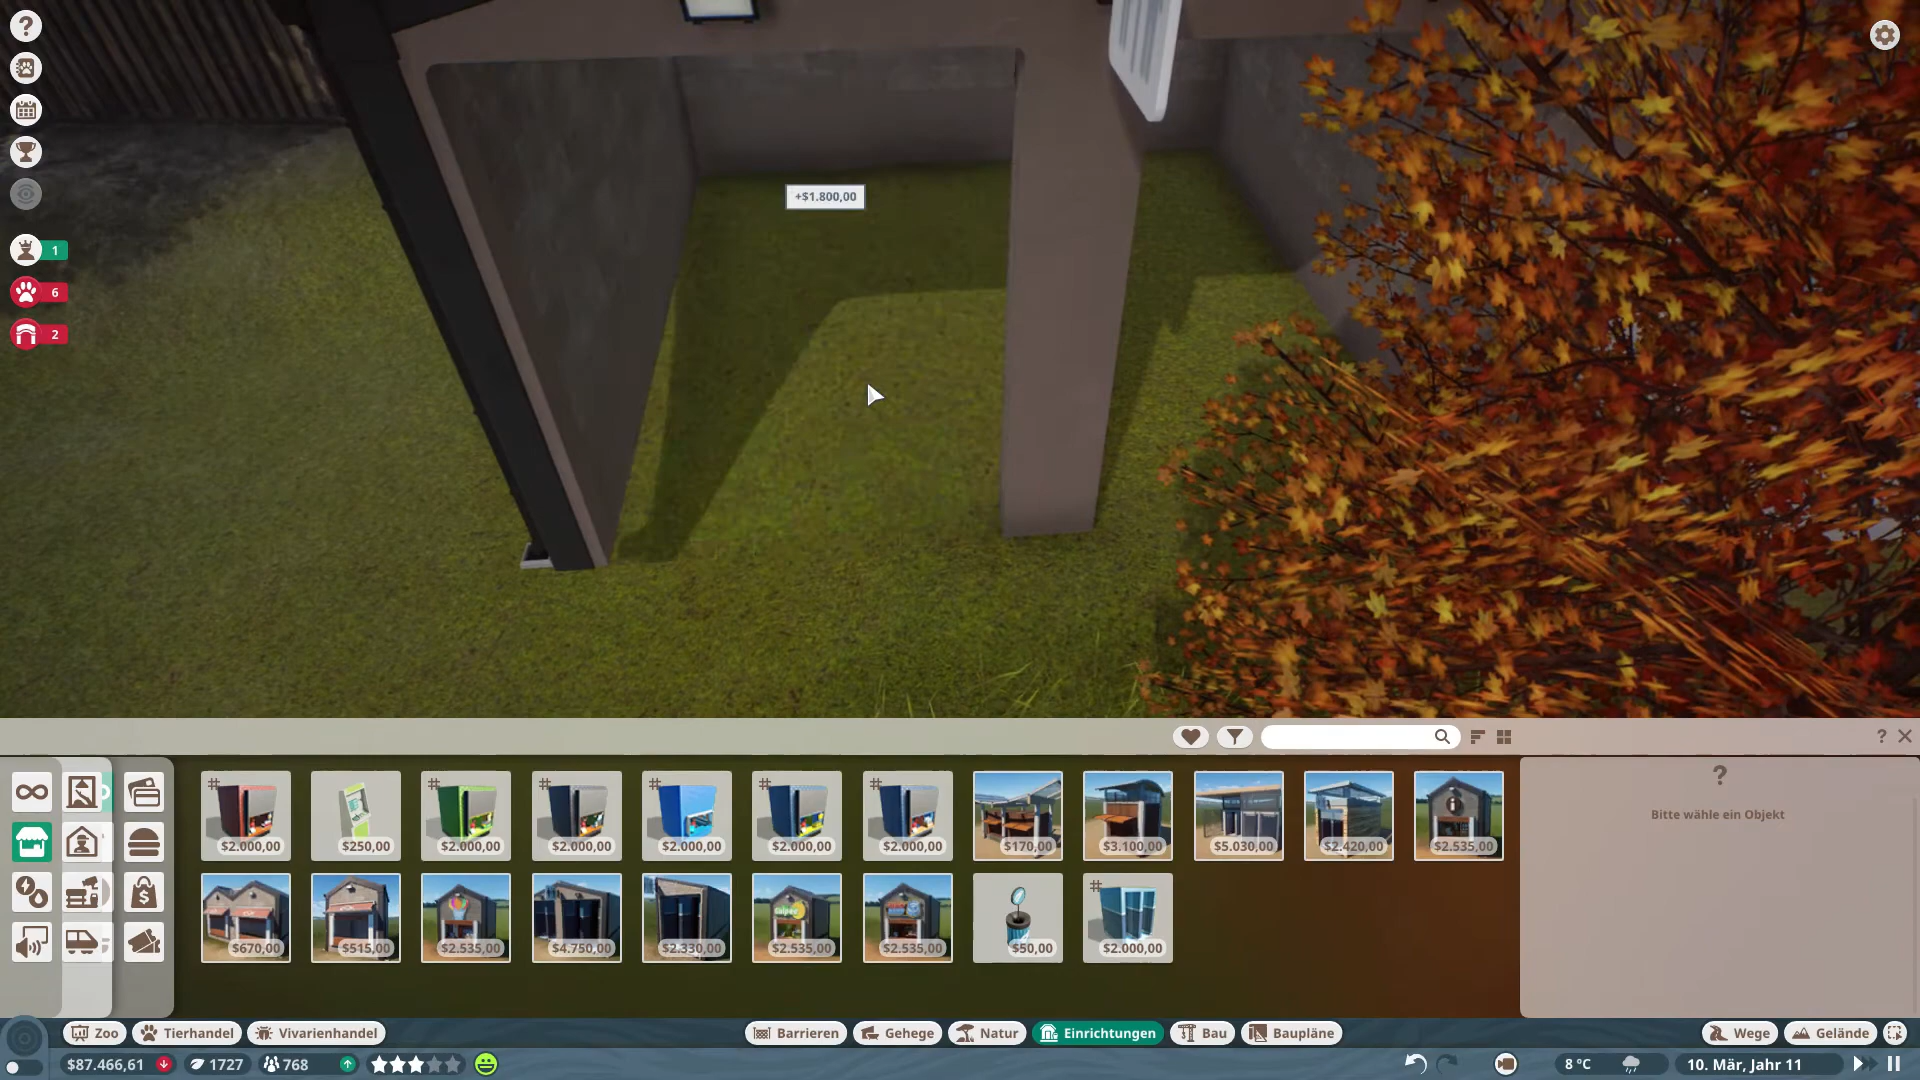 1
6
2
+$1.800,00
Bitte wähle ein Objekt
$2.000,00
$250,00
$2.000,00
$2.000,00
$2.000,00
$2.000,00
$2.000,00
$170,00
$3.100,00
$5.030,00
$2.420,00
$2.535,00
$670,00
$515,00
$2.535,00
$4.750,00
$2.330,00
$2.535,00
$2.535,00
$50,00
$2.000,00
Zoo
Tierhandel
Vivarienhandel
Barrieren
Gehege
Natur
Einrichtungen
Bau
Baupläne
Wege
Gelände
$87.466,61
1727
768
8 °C
10. Mär, Jahr 11